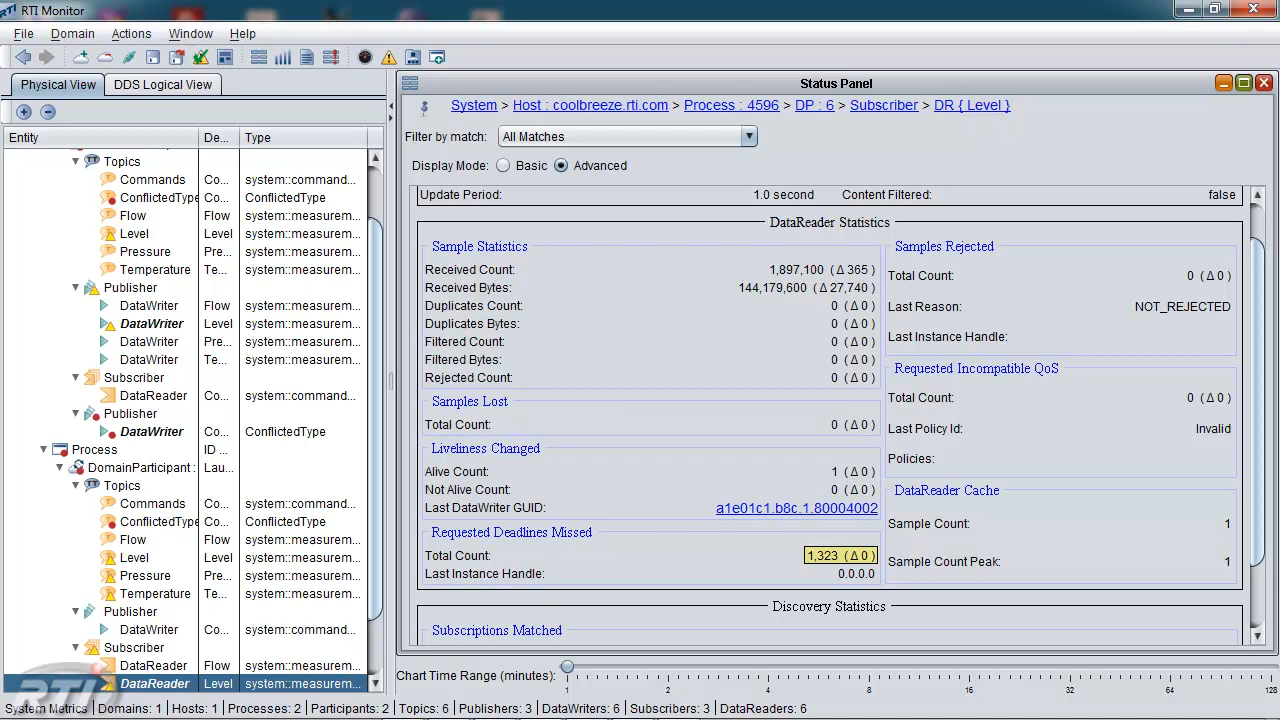 RTI Monitor
File Domain Actions Window Help
Physical View DDS Logical View
Entity De... Type
Topics
Commands Co... system::command...
ConflictedType Co... ConflictedType
Flow Flow system::measurem...
Level Level system::measurem...
Pressure Pre... system::measurem...
Temperature Te... system::measurem...
Publisher
DataWriter Flow system::measurem...
DataWriter Level system::measurem...
DataWriter Pre... system::measurem...
DataWriter Te... system::measurem...
Subscriber
DataReader Co... system::command...
Publisher
DataWriter Co... ConflictedType
Process ID ...
DomainParticipant : Lau...
Topics
Commands Co... system::command...
ConflictedType Co... ConflictedType
Flow Flow system::measurem...
Level Level system::measurem...
Pressure Pre... system::measurem...
Temperature Te... system::measurem...
Publisher
DataWriter Co... system::command...
Subscriber
DataReader Flow system::measurem...
DataReader Level system::measurem...
RTI
Status Panel
System > Host : coolbreeze.rti.com > Process : 4596 > DP : 6 > Subscriber > DR { Level }
Filter by match: All Matches
Display Mode: Basic Advanced
Update Period: 1.0 second Content Filtered: false
DataReader Statistics
Sample Statistics
Received Count: 1,897,100 (Δ 365 )
Received Bytes: 144,179,600 (Δ 27,740 )
Duplicates Count: 0 (Δ 0 )
Duplicates Bytes: 0 (Δ 0 )
Filtered Count: 0 (Δ 0 )
Filtered Bytes: 0 (Δ 0 )
Rejected Count: 0 (Δ 0 )
Samples Lost
Total Count: 0 (Δ 0 )
Liveliness Changed
Alive Count: 1 (Δ 0 )
Not Alive Count: 0 (Δ 0 )
Last DataWriter GUID: a1e01c1.b8c.1.80004002
Requested Deadlines Missed
Total Count: 1,323 (Δ 0 )
Last Instance Handle: 0.0.0.0
Samples Rejected
Total Count: 0 (Δ 0 )
Last Reason: NOT_REJECTED
Last Instance Handle:
Requested Incompatible QoS
Total Count: 0 (Δ 0 )
Last Policy Id: Invalid
Policies:
DataReader Cache
Sample Count: 1
Sample Count Peak: 1
Discovery Statistics
Subscriptions Matched
Chart Time Range (minutes):
1 2 4 8 16 32 64 128
System Metrics | Domains: 1 | Hosts: 1 | Processes: 2 | Participants: 2 | Topics: 6 | Publishers: 3 | DataWriters: 6 | Subscribers: 3 | DataReaders: 6